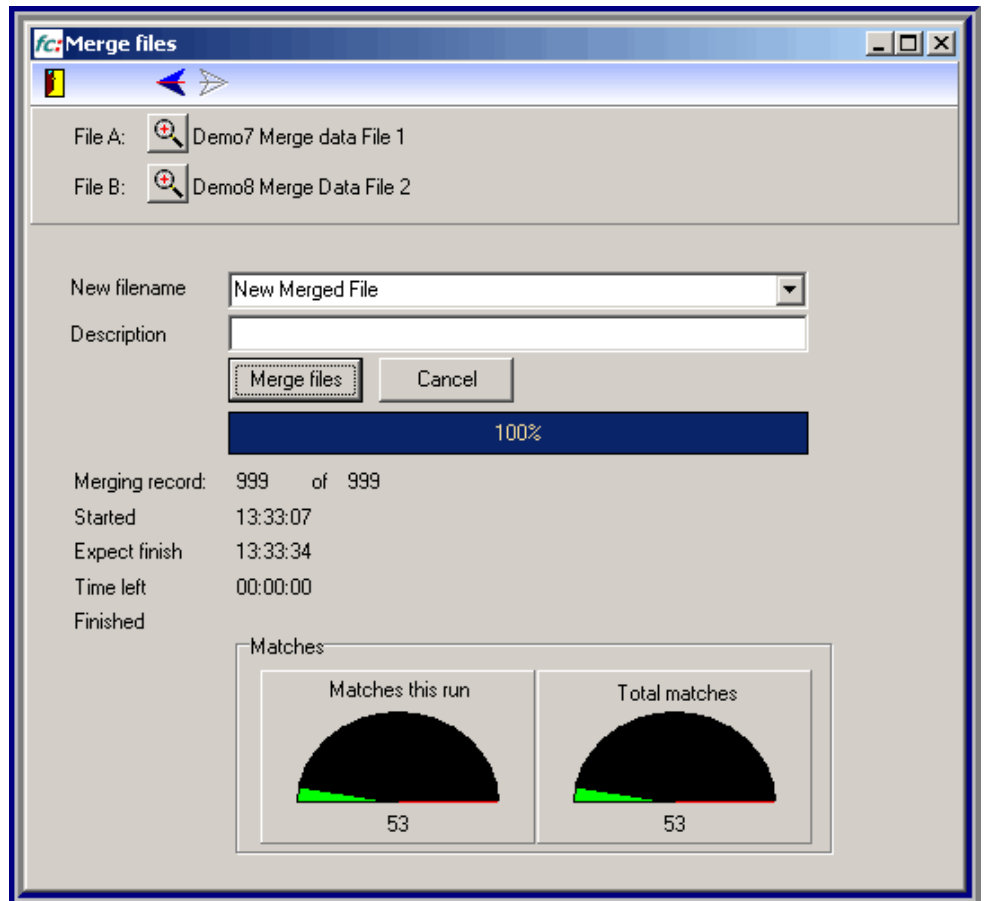 fc: Merge files
File A: Demo7 Merge data File 1
File B: Demo8 Merge Data File 2
New filename New Merged File
Description
Merge files Cancel
100%
Merging record: 999 of 999
Started 13:33:07
Expect finish 13:33:34
Time left 00:00:00
Finished
Matches
Matches this run Total matches
53 53